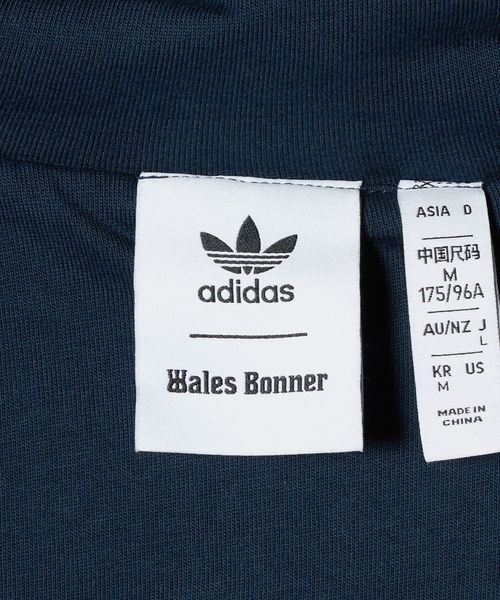 adidas
Wales Bonner
ASIA D
中国尺码
M
175/96A
AU/NZ J
L
KR US
M
MADE IN
CHINA